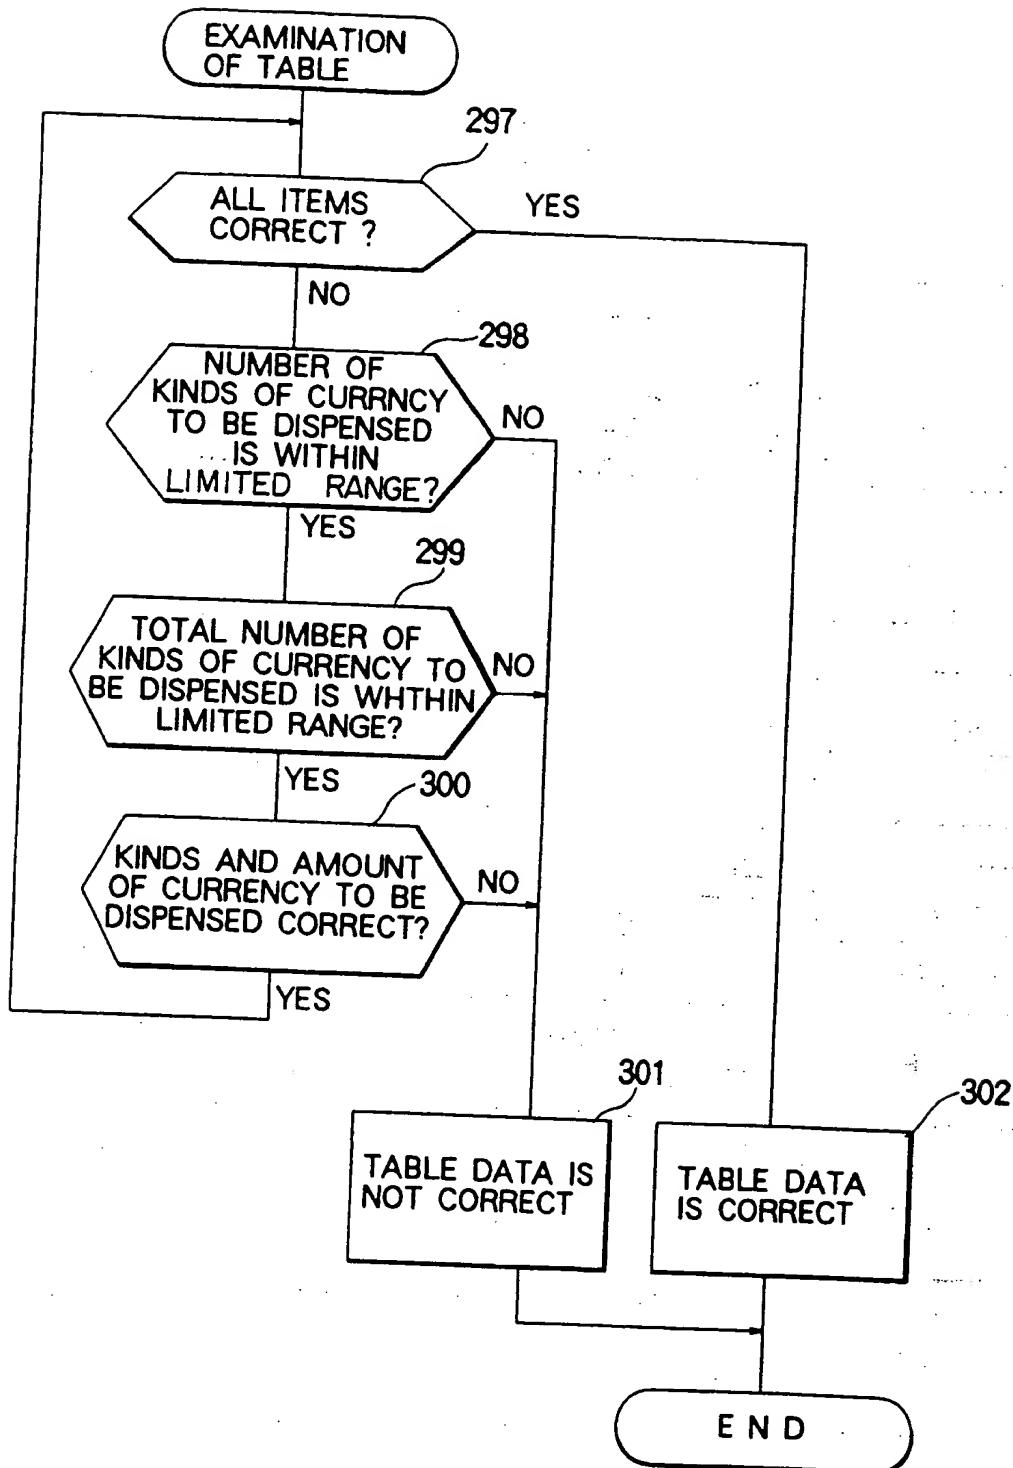 EXAMINATION
OF TABLE
297
ALL ITEMS
CORRECT ?
YES
NO
298
NUMBER OF
KINDS OF CURRNCY
TO BE DISPENSED
IS WITHIN
LIMITED RANGE?
NO
YES
299
TOTAL NUMBER OF
KINDS OF CURRENCY TO
BE DISPENSED IS WHTHIN
LIMITED RANGE?
NO
YES
300
KINDS AND AMOUNT
OF CURRENCY TO BE
DISPENSED CORRECT?
NO
YES
301
TABLE DATA IS
NOT CORRECT
302
TABLE DATA
IS CORRECT
END